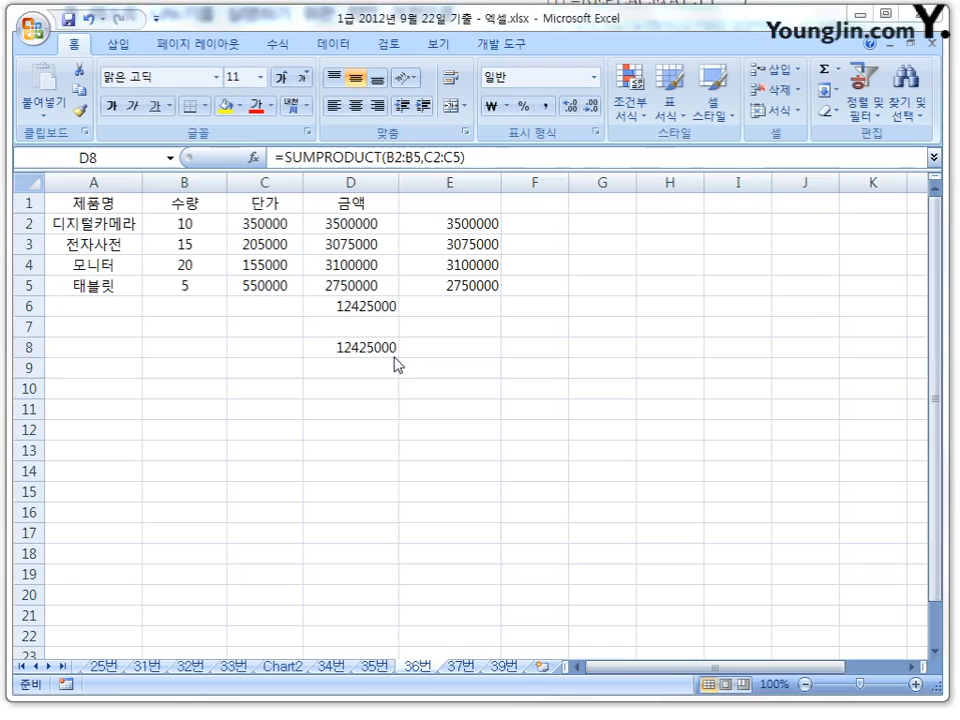 1급 2012년 9월 22일 기출 - 엑셀.xlsx - Microsoft Excel
YoungJin.com Y.
홈 삽입 페이지 레이아웃 수식 데이터 검토 보기 개발 도구
붙여넣기
맑은 고딕 11 가 가
가 가 가 가 내천
일반
₩ % ,
조건부 서식
표 서식
셀 스타일
삽입
삭제
서식
Σ
정렬 및 필터
찾기 및 선택
클립보드 글꼴 맞춤 표시 형식 스타일 셀 편집
D8 fx =SUMPRODUCT(B2:B5,C2:C5)
A B C D E F G H I J K
1 제품명 수량 단가 금액
2 디지털카메라 10 350000 3500000 3500000
3 전자사전 15 205000 3075000 3075000
4 모니터 20 155000 3100000 3100000
5 태블릿 5 550000 2750000 2750000
6 12425000
7
8 12425000
9
10
11
12
13
14
15
16
17
18
19
20
21
22
23
25번 31번 32번 33번 Chart2 34번 35번 36번 37번 39번
준비 100%